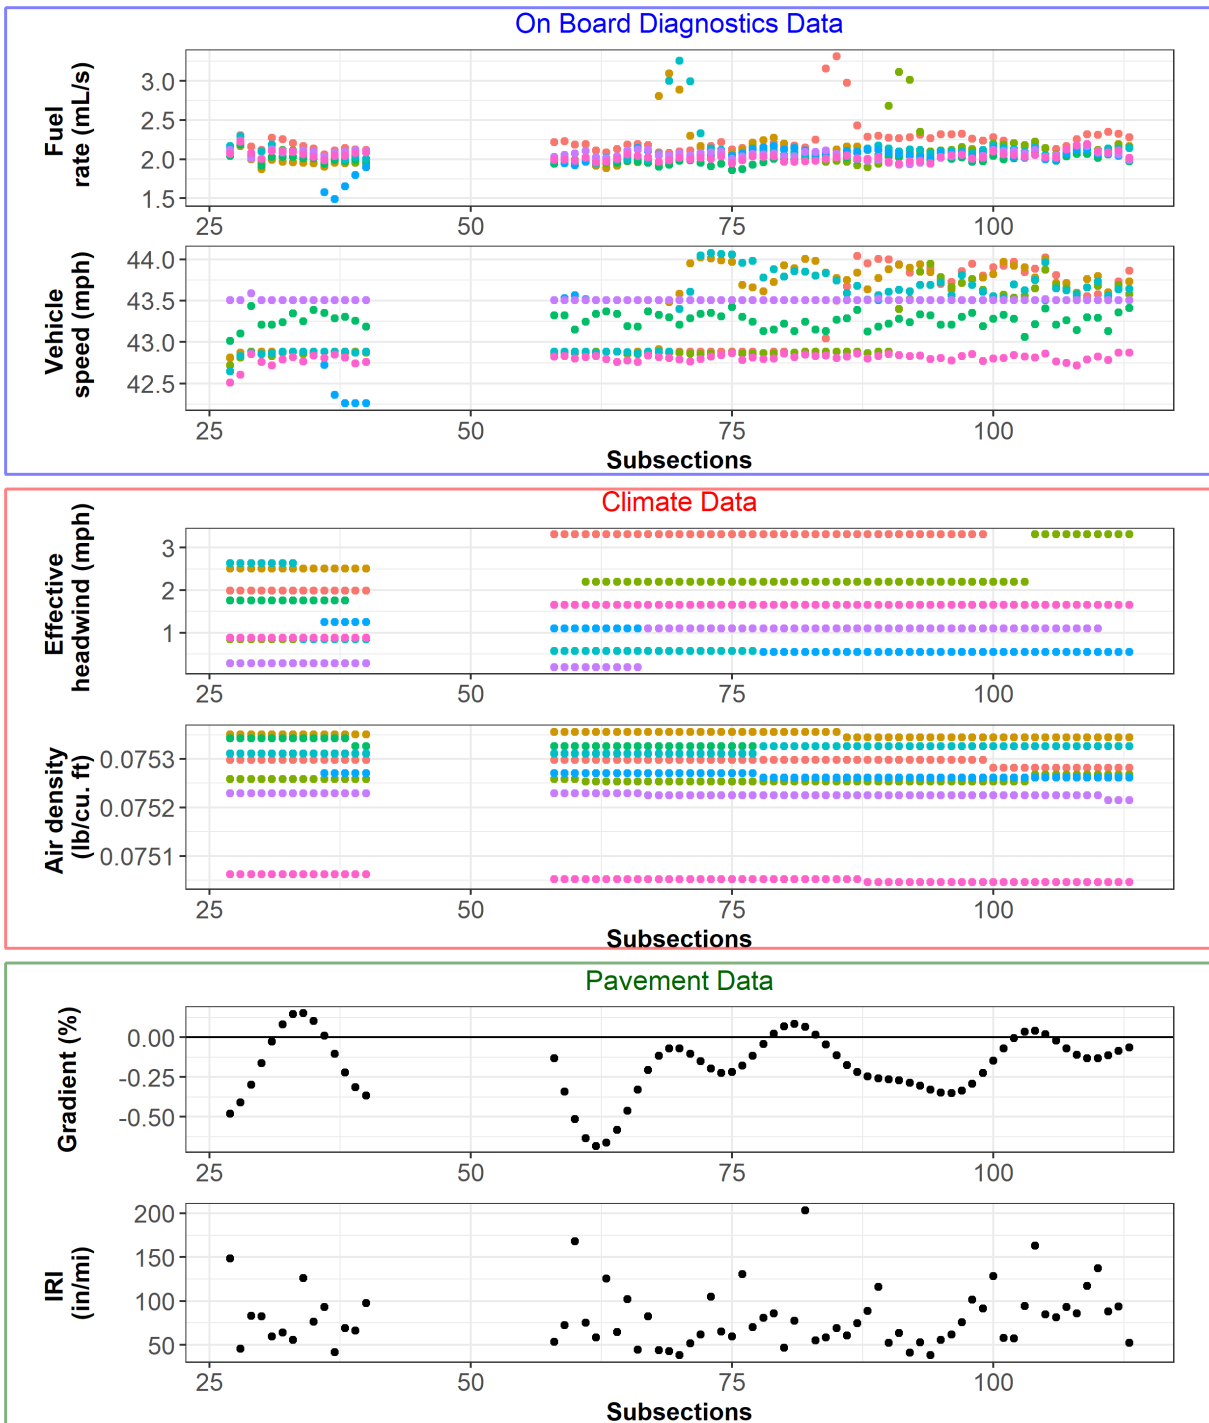 On Board Diagnostics Data
Fuel
rate (mL/s)
3.0
2.5
2.0
1.5
25 50 75 100
Vehicle
speed (mph)
44.0
43.5
43.0
42.5
25 50 75 100
Subsections
Climate Data
Effective
headwind (mph)
3
2
1
25 50 75 100
Air density
(lb/cu. ft)
0.0753
0.0752
0.0751
25 50 75 100
Subsections
Pavement Data
Gradient (%)
0.00
-0.25
-0.50
25 50 75 100
IRI
(in/mi)
200
150
100
50
25 50 75 100
Subsections